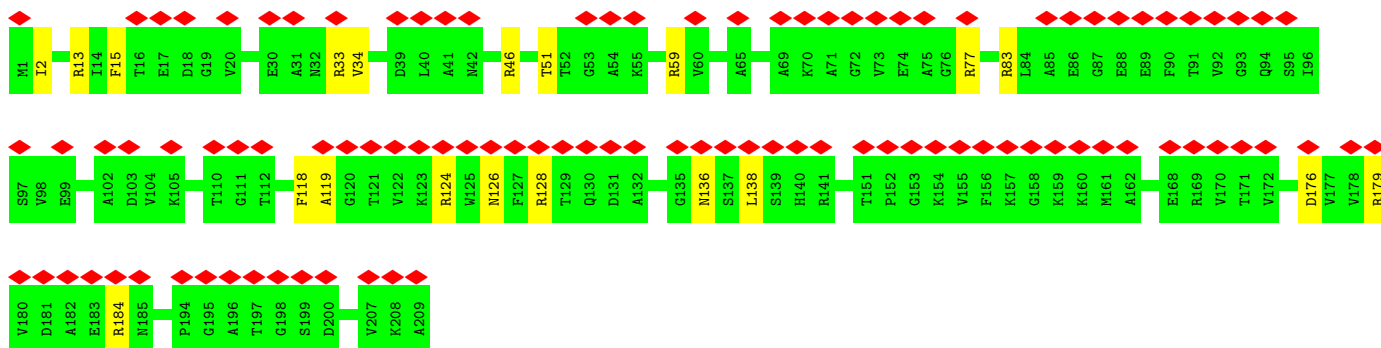 M1 I2 R13 I14 F15 T16 E17 D18 G19 V20 E30 A31 N32 R33 V34 D39 L40 A41 N42 R46 T51 T52 G53 A54 K55 R59 V60 A65 A69 K70 A71 G72 V73 E74 A75 G76 R77 R83 L84 A85 E86 G87 E88 E89 F90 T91 V92 G93 Q94 S95 I96
S97 V98 E99 A102 D103 V104 K105 T110 G111 T112 F118 A119 G120 T121 V122 K123 R124 W125 N126 F127 R128 T129 Q130 D131 A132 G135 N136 S137 L138 S139 H140 R141 T151 P152 G153 K154 V155 F156 K157 G158 K159 K160 M161 A162 E168 R169 V170 T171 V172 D176 V177 V178 R179
V180 D181 A182 E183 R184 N185 P194 G195 A196 T197 G198 S199 D200 V207 K208 A209